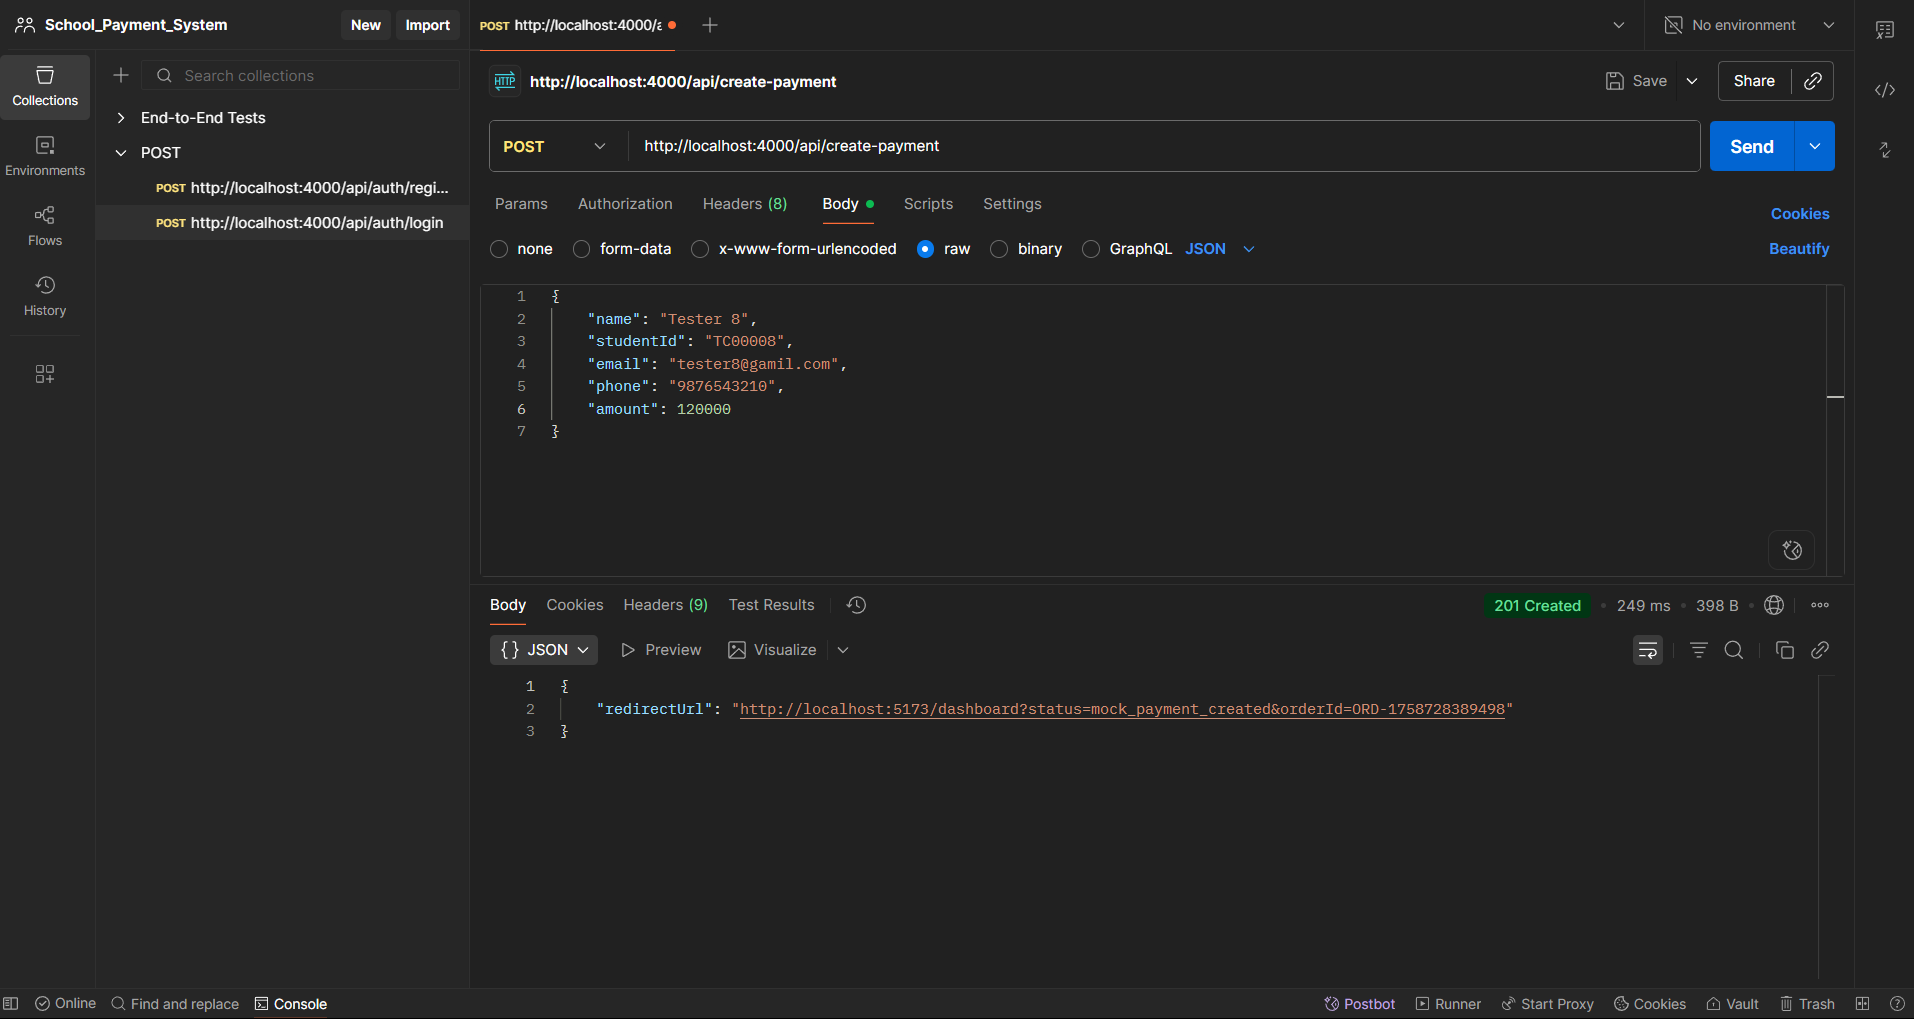 School_Payment_System
New
Import
POST http://localhost:4000/a
No environment
Collections
Environments
Flows
History
Search collections
End-to-End Tests
POST
POST http://localhost:4000/api/auth/regi...
POST http://localhost:4000/api/auth/login
HTTP http://localhost:4000/api/create-payment
Save
Share
POST
http://localhost:4000/api/create-payment
Send
Params
Authorization
Headers (8)
Body
Scripts
Settings
Cookies
none
form-data
x-www-form-urlencoded
raw
binary
GraphQL
JSON
Beautify
1 {
2 "name": "Tester 8",
3 "studentId": "TC00008",
4 "email": "tester8@gamil.com",
5 "phone": "9876543210",
6 "amount": 120000
7 }
Body
Cookies
Headers (9)
Test Results
201 Created
249 ms
398 B
{} JSON
Preview
Visualize
1 {
2 "redirectUrl": "http://localhost:5173/dashboard?status=mock_payment_created&orderId=ORD-1758728389498"
3 }
Online
Find and replace
Console
Postbot
Runner
Start Proxy
Cookies
Vault
Trash